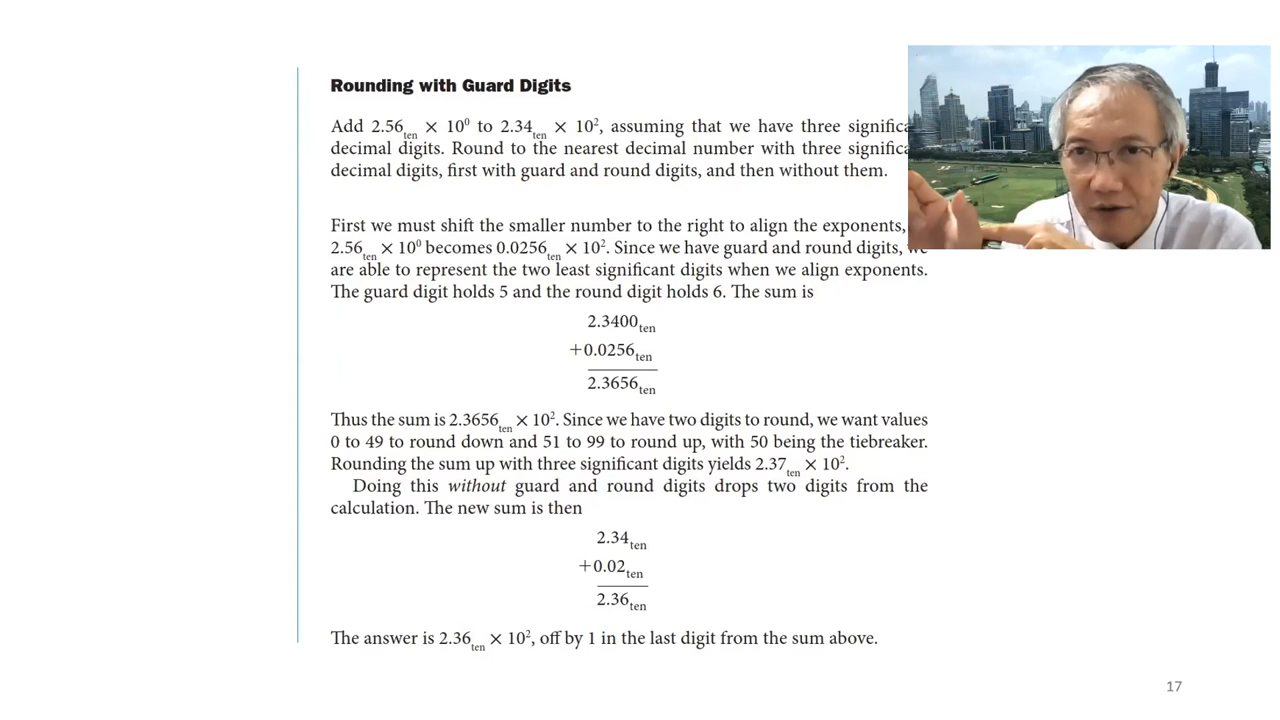 Rounding with Guard Digits
Add 2.56ten × 10⁰ to 2.34ten × 10², assuming that we have three significa
decimal digits. Round to the nearest decimal number with three significa
decimal digits, first with guard and round digits, and then without them.
First we must shift the smaller number to the right to align the exponents,
2.56ten × 10⁰ becomes 0.0256ten × 10². Since we have guard and round digits, we
are able to represent the two least significant digits when we align exponents.
The guard digit holds 5 and the round digit holds 6. The sum is
2.3400ten
+0.0256ten
2.3656ten
Thus the sum is 2.3656ten × 10². Since we have two digits to round, we want values
0 to 49 to round down and 51 to 99 to round up, with 50 being the tiebreaker.
Rounding the sum up with three significant digits yields 2.37ten × 10².
Doing this without guard and round digits drops two digits from the
calculation. The new sum is then
2.34ten
+0.02ten
2.36ten
The answer is 2.36ten × 10², off by 1 in the last digit from the sum above.
17